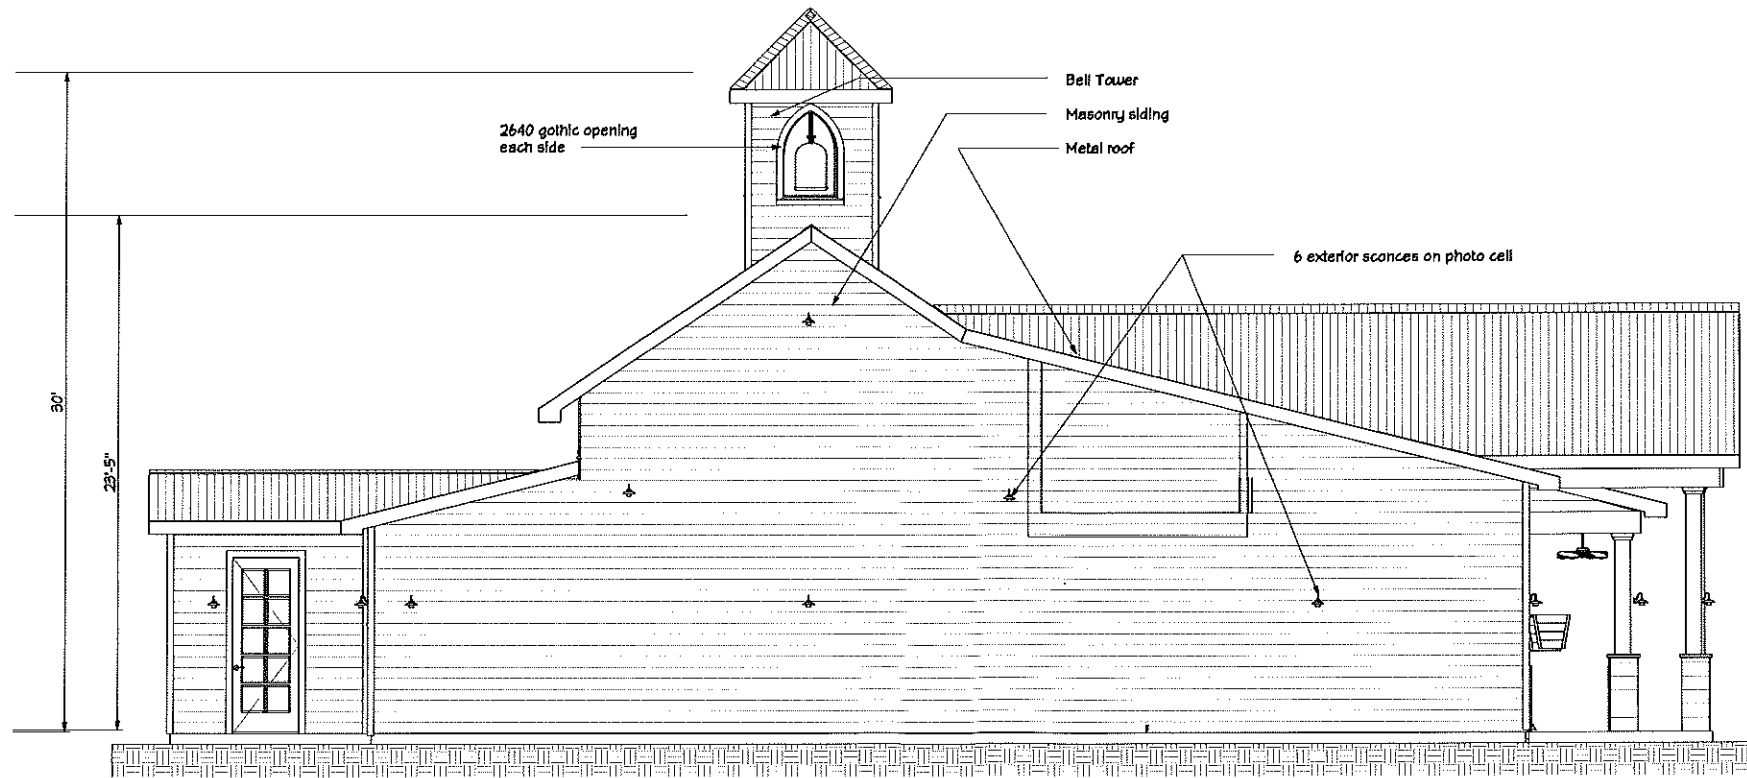 Bell Tower
Masonry siding
2640 gothic opening
each side
Metal roof
6 exterior sconces on photo cell
30'
23'-5"